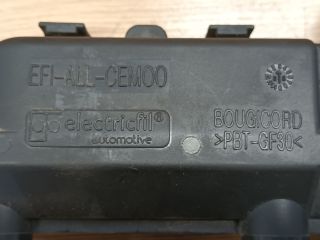 EFI-ALL-CEM00
electricfil®
automotive
BOUGICORD
>PBT-GF30<